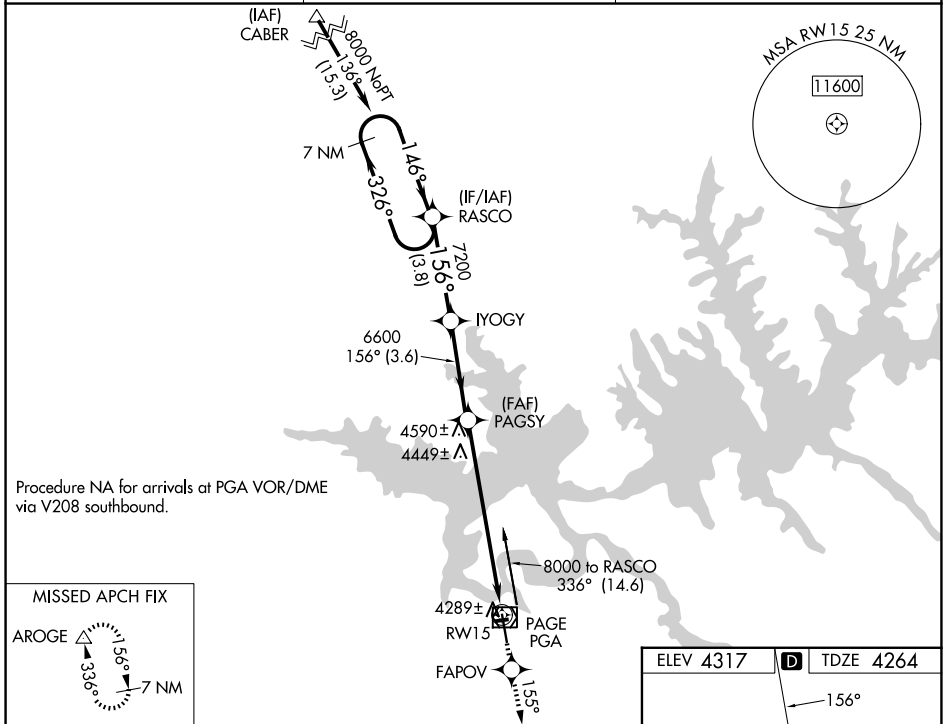 (IAF)
CABER
8000 NoPT
136°
(15.3)
MSA RW15 25 NM
11600
7 NM
146°
326°
(IF/IAF)
RASCO
7200
156°
(3.8)
IYOGY
6600
156° (3.6)
(FAF)
PAGSY
4590±
4449±
Procedure NA for arrivals at PGA VOR/DME
via V208 southbound.
8000 to RASCO
336° (14.6)
MISSED APCH FIX
AROGE
156°
336°
7 NM
4289±
RW15
PAGE
PGA
FAPOV
155°
ELEV 4317
D
TDZE 4264
156°